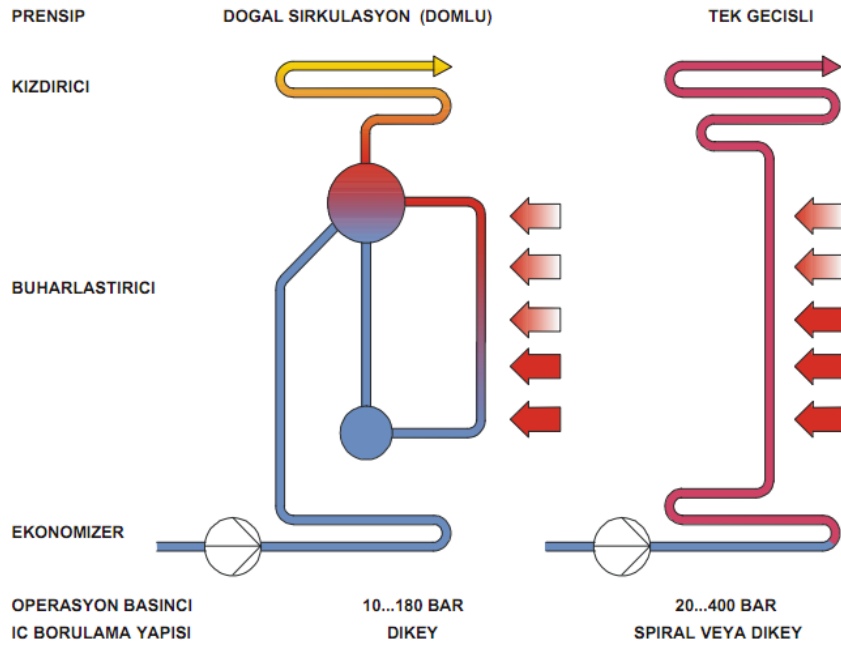 PRENSIP DOGAL SIRKULASYON (DOMLU) TEK GECISLI
KIZDIRICI
BUHARLASTIRICI
EKONOMIZER
OPERASYON BASINCI 10...180 BAR 20...400 BAR
IC BORULAMA YAPISI DIKEY SPIRAL VEYA DIKEY